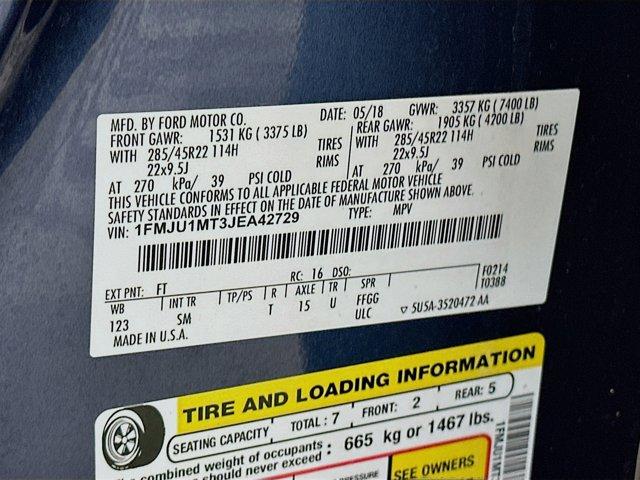 MFD. BY FORD MOTOR CO. DATE: 05/18 GVWR: 3357 KG ( 7400 LB)
FRONT GAWR: 1531 KG ( 3375 LB) REAR GAWR: 1905 KG ( 4200 LB)
WITH 285/45R22 114H TIRES WITH 285/45R22 114H TIRES
22x9.5J RIMS 22x9.5J RIMS
AT 270 kPa/ 39 PSI COLD AT 270 kPa/ 39 PSI COLD
THIS VEHICLE CONFORMS TO ALL APPLICABLE FEDERAL MOTOR VEHICLE
SAFETY STANDARDS IN EFFECT ON THE DATE OF MANUFACTURE SHOWN ABOVE.
VIN: 1FMJU1MT3JEA42729 TYPE: MPV
EXT PNT: FT RC: 16 DSO: F0214
WB INT TR TP/PS R AXLE TR SPR T0388
123 SM T 15 U FFGG
ULC ▽ 5U5A-3520472 AA
MADE IN U.S.A.
TIRE AND LOADING INFORMATION
SEATING CAPACITY TOTAL : 7 FRONT: 2 REAR: 5
combined weight of occupants
should never exceed : 665 kg or 1467 lbs.
PRESSURE SEE OWNERS